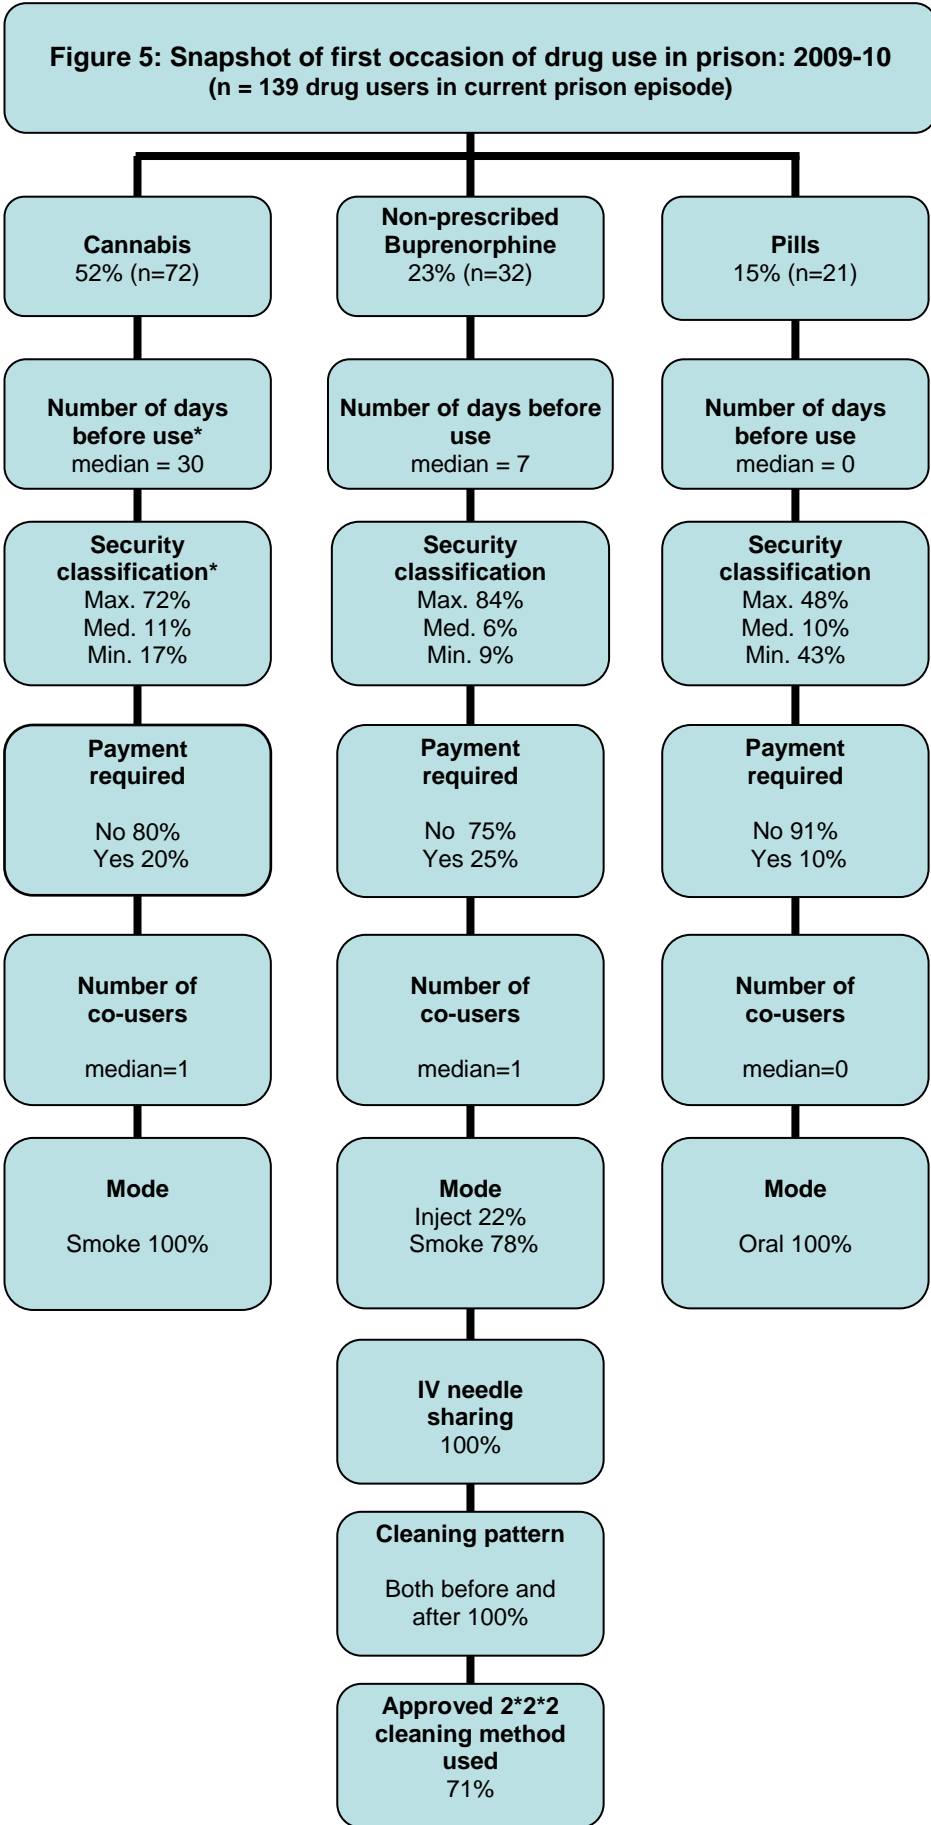 Figure 5: Snapshot of first occasion of drug use in prison: 2009-10
(n = 139 drug users in current prison episode)
Cannabis
52% (n=72)
Non-prescribed
Buprenorphine
23% (n=32)
Pills
15% (n=21)
Number of days
before use*
median = 30
Number of days before
use
median = 7
Number of days
before use
median = 0
Security
classification*
Max. 72%
Med. 11%
Min. 17%
Security
classification
Max. 84%
Med. 6%
Min. 9%
Security
classification
Max. 48%
Med. 10%
Min. 43%
Payment
required
No 80%
Yes 20%
Payment
required
No  75%
Yes 25%
Payment
required
No 91%
Yes 10%
Number of
co-users
median=1
Number of
co-users
median=1
Number of
co-users
median=0
Mode
Smoke 100%
Mode
Inject 22%
Smoke 78%
Mode
Oral 100%
IV needle
sharing
100%
Cleaning pattern
Both before and
after 100%
Approved 2*2*2
cleaning method
used
71%